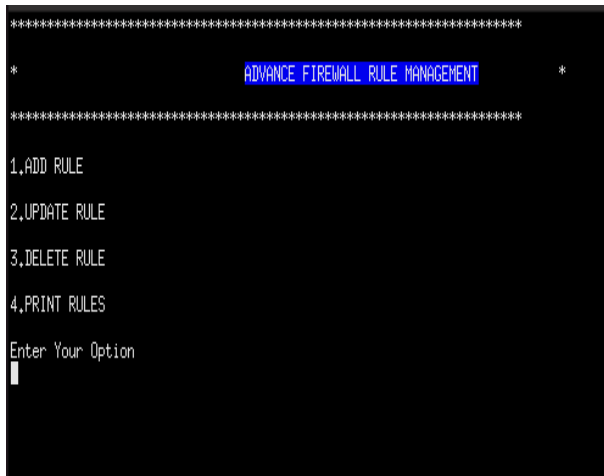 **********************************************************************************
* ADVANCE FIREWALL RULE MANAGEMENT *
**********************************************************************************
1.ADD RULE
2.UPDATE RULE
3.DELETE RULE
4.PRINT RULES
Enter Your Option